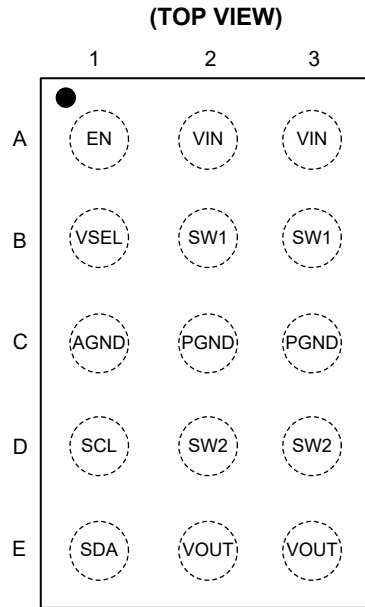 (TOP VIEW)
1 2 3
A EN VIN VIN
B VSEL SW1 SW1
C AGND PGND PGND
D SCL SW2 SW2
E SDA VOUT VOUT